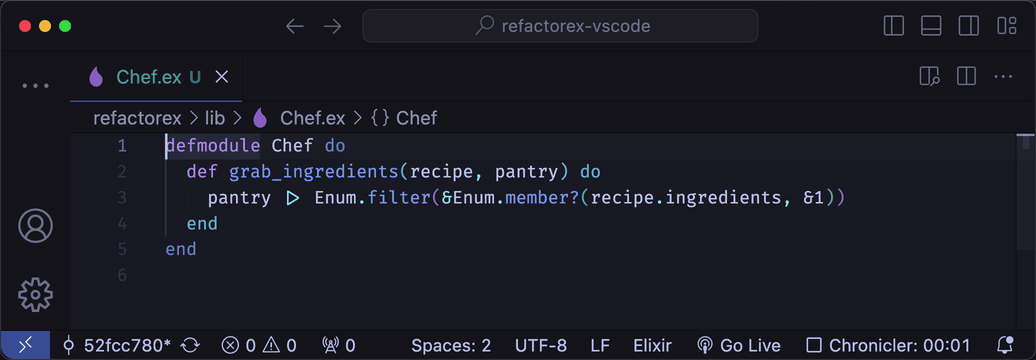 refactorex-vscode
Chef.ex U
refactorex > lib > Chef.ex > {} Chef
1 defmodule Chef do
2 def grab_ingredients(recipe, pantry) do
3 pantry |> Enum.filter(&Enum.member?(recipe.ingredients, &1))
4 end
5 end
6
52fcc780* 0 0 0 Spaces: 2 UTF-8 LF Elixir Go Live Chronicler: 00:01